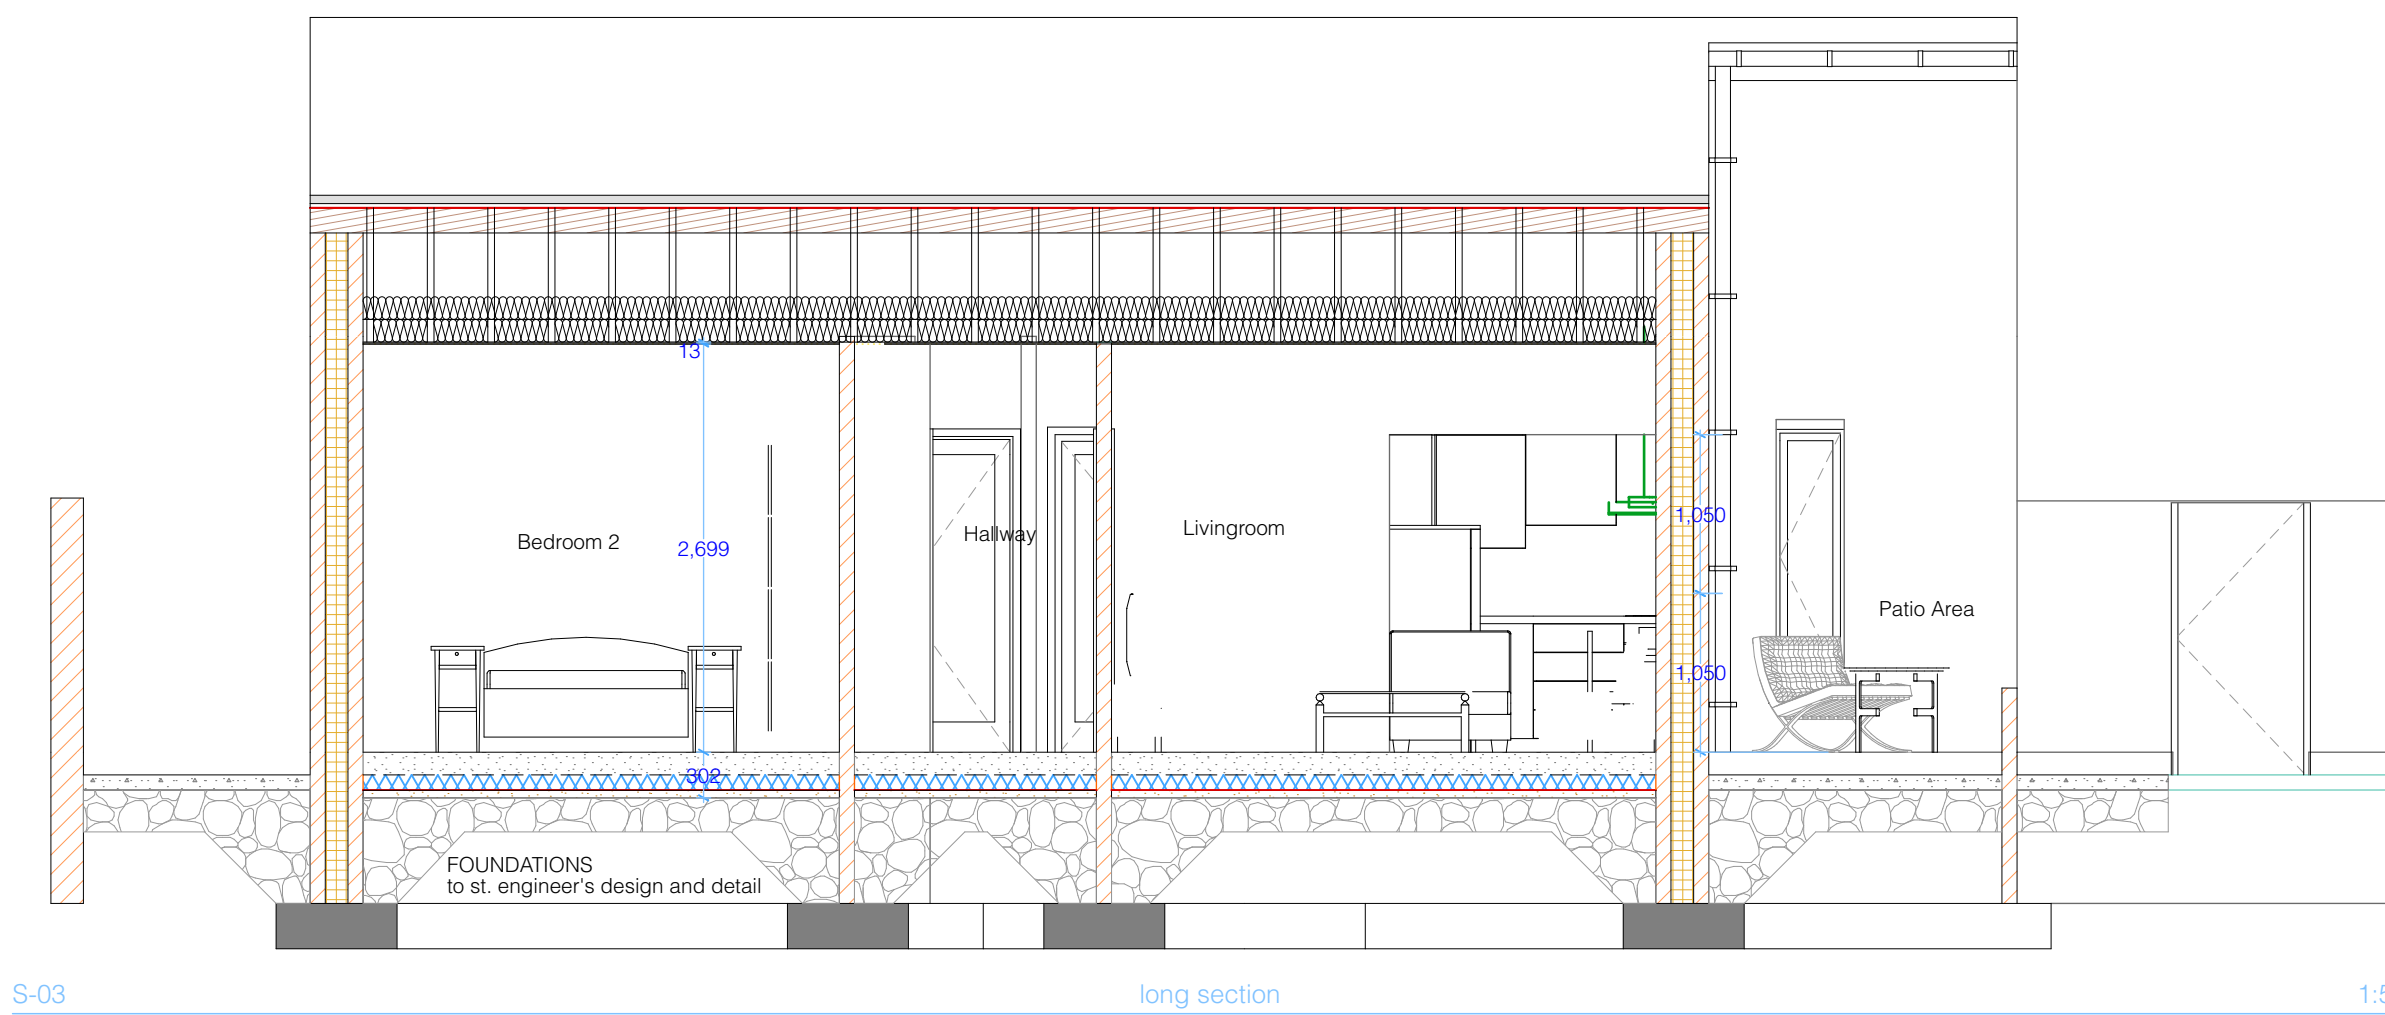 13
1,050
Hallway
Livingroom
Bedroom 2
2,699
Patio Area
1,050
302
FOUNDATIONS
to st. engineer's design and detail
S-03
long section